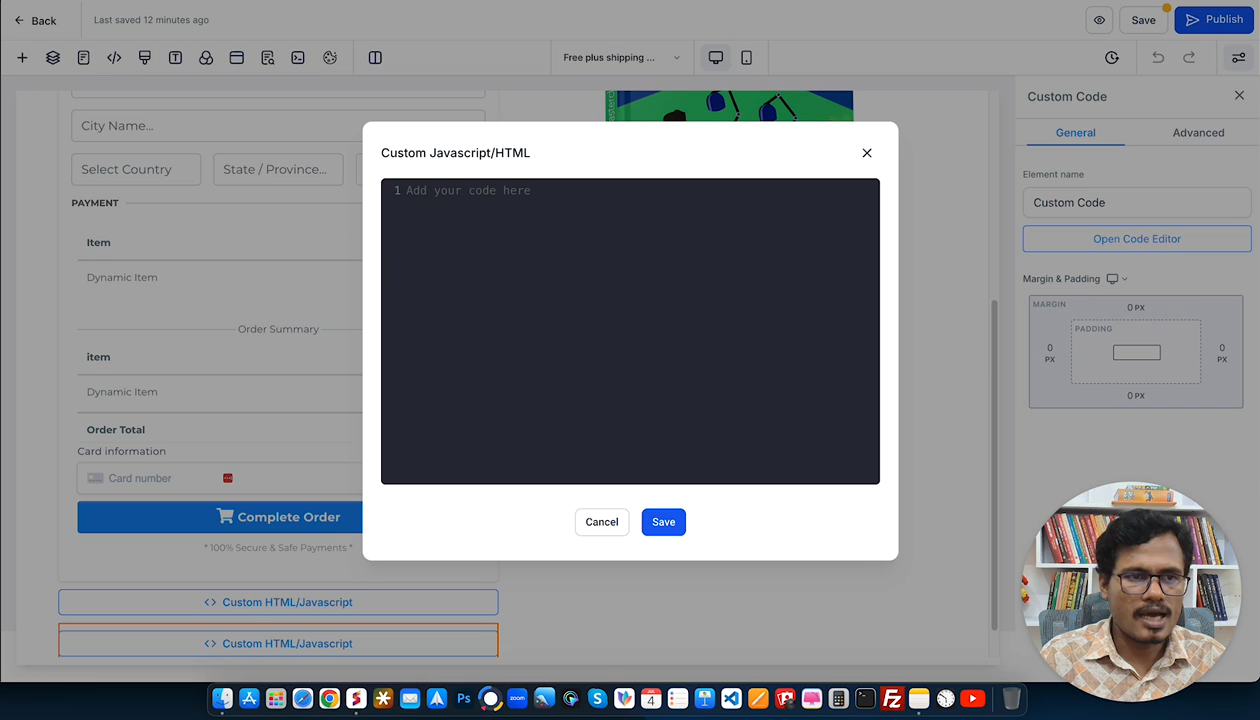 Back
Last saved 12 minutes ago
Save
Publish
Free plus shipping ...
Custom Code
General
Advanced
Element name
Custom Code
Open Code Editor
Margin & Padding
MARGIN
0 PX
PADDING
0
PX
0
PX
0 PX
City Name...
Select Country
State / Province...
PAYMENT
Item
Dynamic Item
Order Summary
item
Dynamic Item
Order Total
Card information
Card number
Complete Order
* 100% Secure & Safe Payments *
Custom HTML/Javascript
Custom HTML/Javascript
Custom Javascript/HTML
1 Add your code here
Cancel
Save
Ps
zoom
4